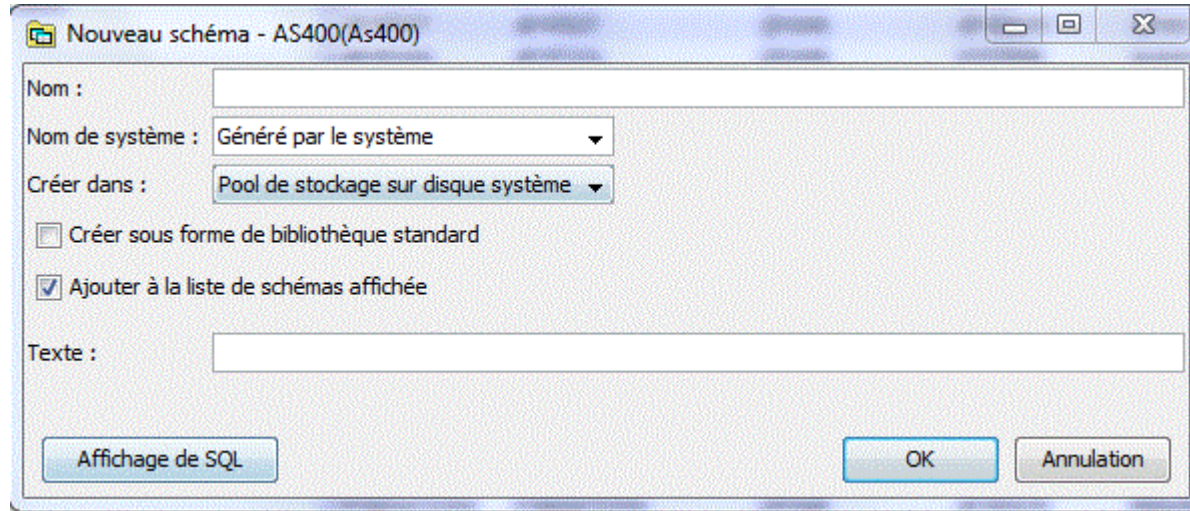 Nouveau schéma - AS400(As400)
Nom :
Nom de système : Généré par le système
Créer dans : Pool de stockage sur disque système
Créer sous forme de bibliothèque standard
Ajouter à la liste de schémas affichée
Texte :
Affichage de SQL OK Annulation